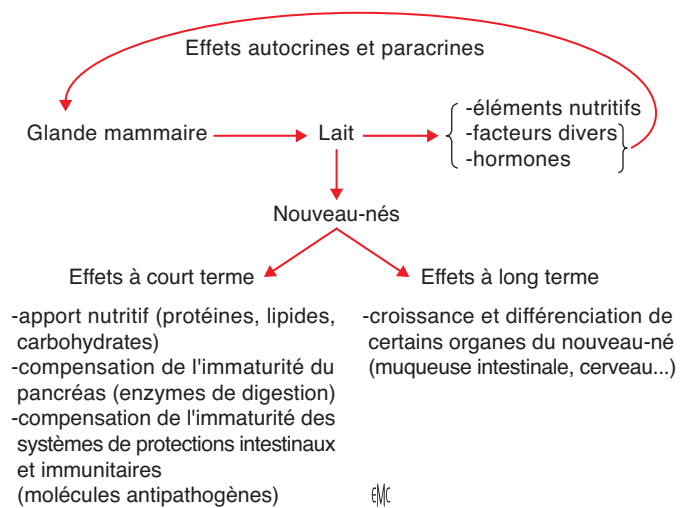 Effets autocrines et paracrines
Glande mammaire
Lait
-éléments nutritifs
-facteurs divers
-hormones
Nouveau-nés
Effets à court terme
-apport nutritif (protéines, lipides,
carbohydrates)
-compensation de l'immaturité du
pancréas (enzymes de digestion)
-compensation de l'immaturité des
systèmes de protections intestinaux
et immunitaires
(molécules antipathogènes)
Effets à long terme
-croissance et différenciation de
certains organes du nouveau-né
(muqueuse intestinale, cerveau...)
EMC